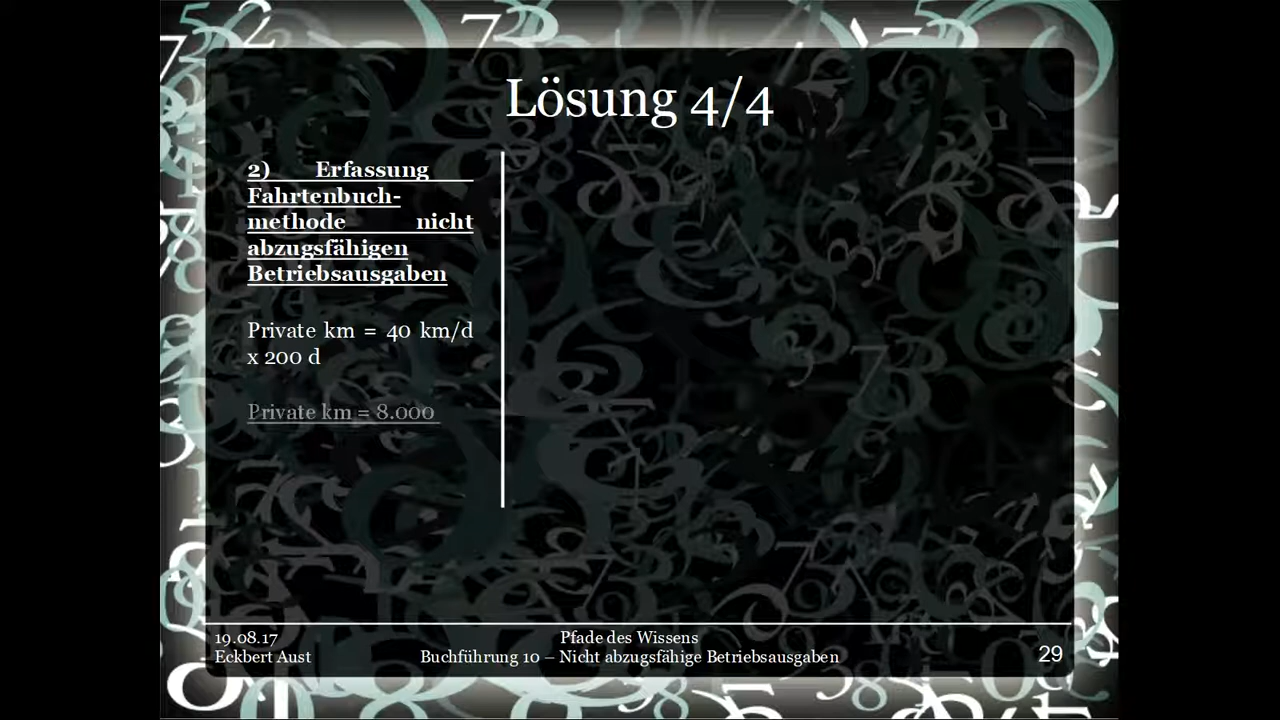 Lösung 4/4
2) Erfassung
Fahrtenbuch-
methode nicht
abzugsfähigen
Betriebsausgaben
Private km = 40 km/d
x 200 d
Private km = 8.000
19.08.17
Eckbert Aust
Pfade des Wissens
Buchführung 10 – Nicht abzugsfähige Betriebsausgaben
29